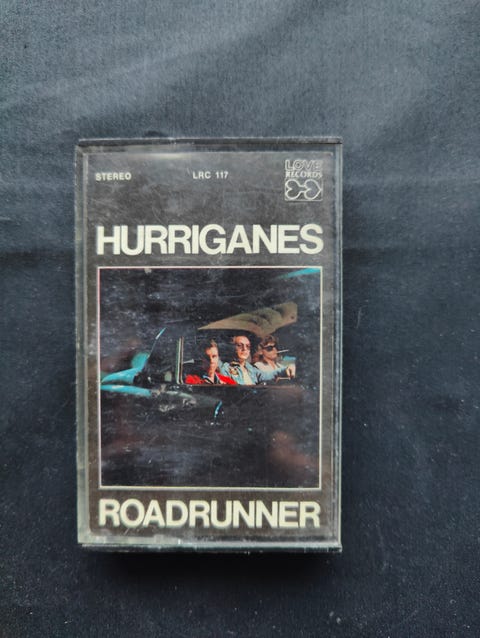 STEREO LRC 117 LOVE
RECORDS
HURRIGANES
ROADRUNNER